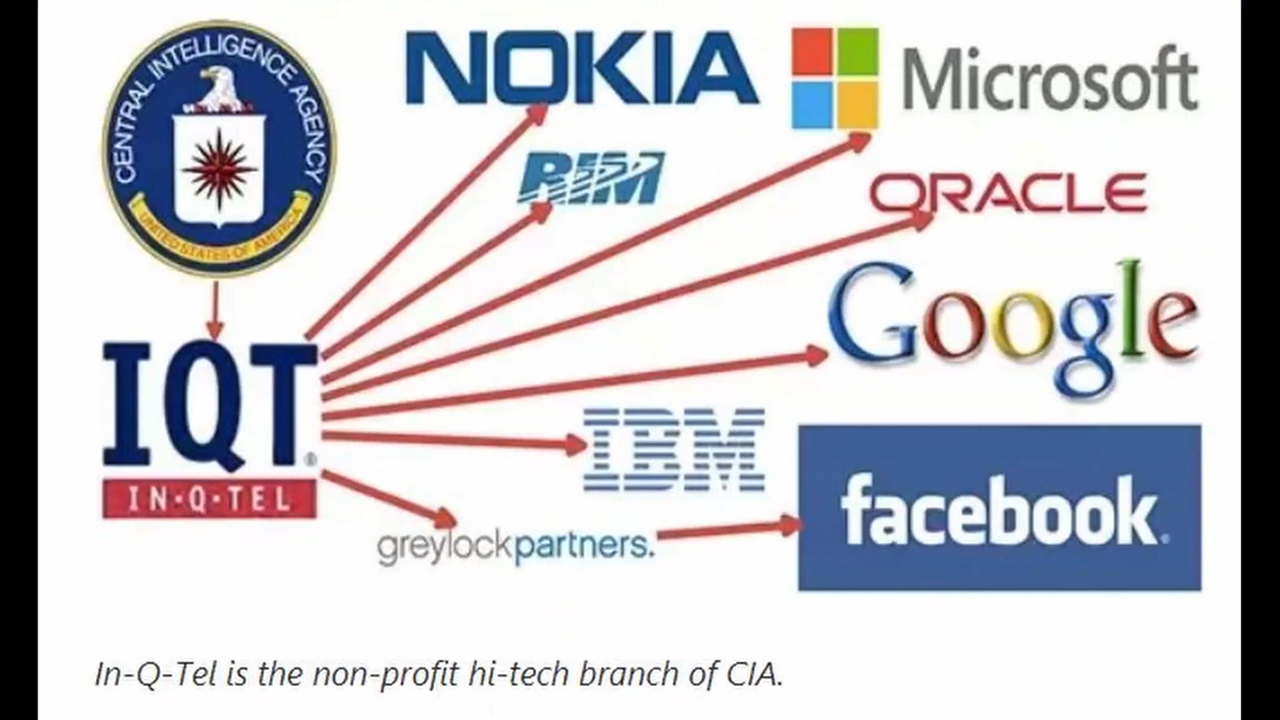 CENTRAL INTELLIGENCE AGENCY
UNITED STATES OF AMERICA
NOKIA
Microsoft
RIM
ORACLE
Google
IQT®
IN·Q·TEL
IBM
greylockpartners.
facebook®
In-Q-Tel is the non-profit hi-tech branch of CIA.